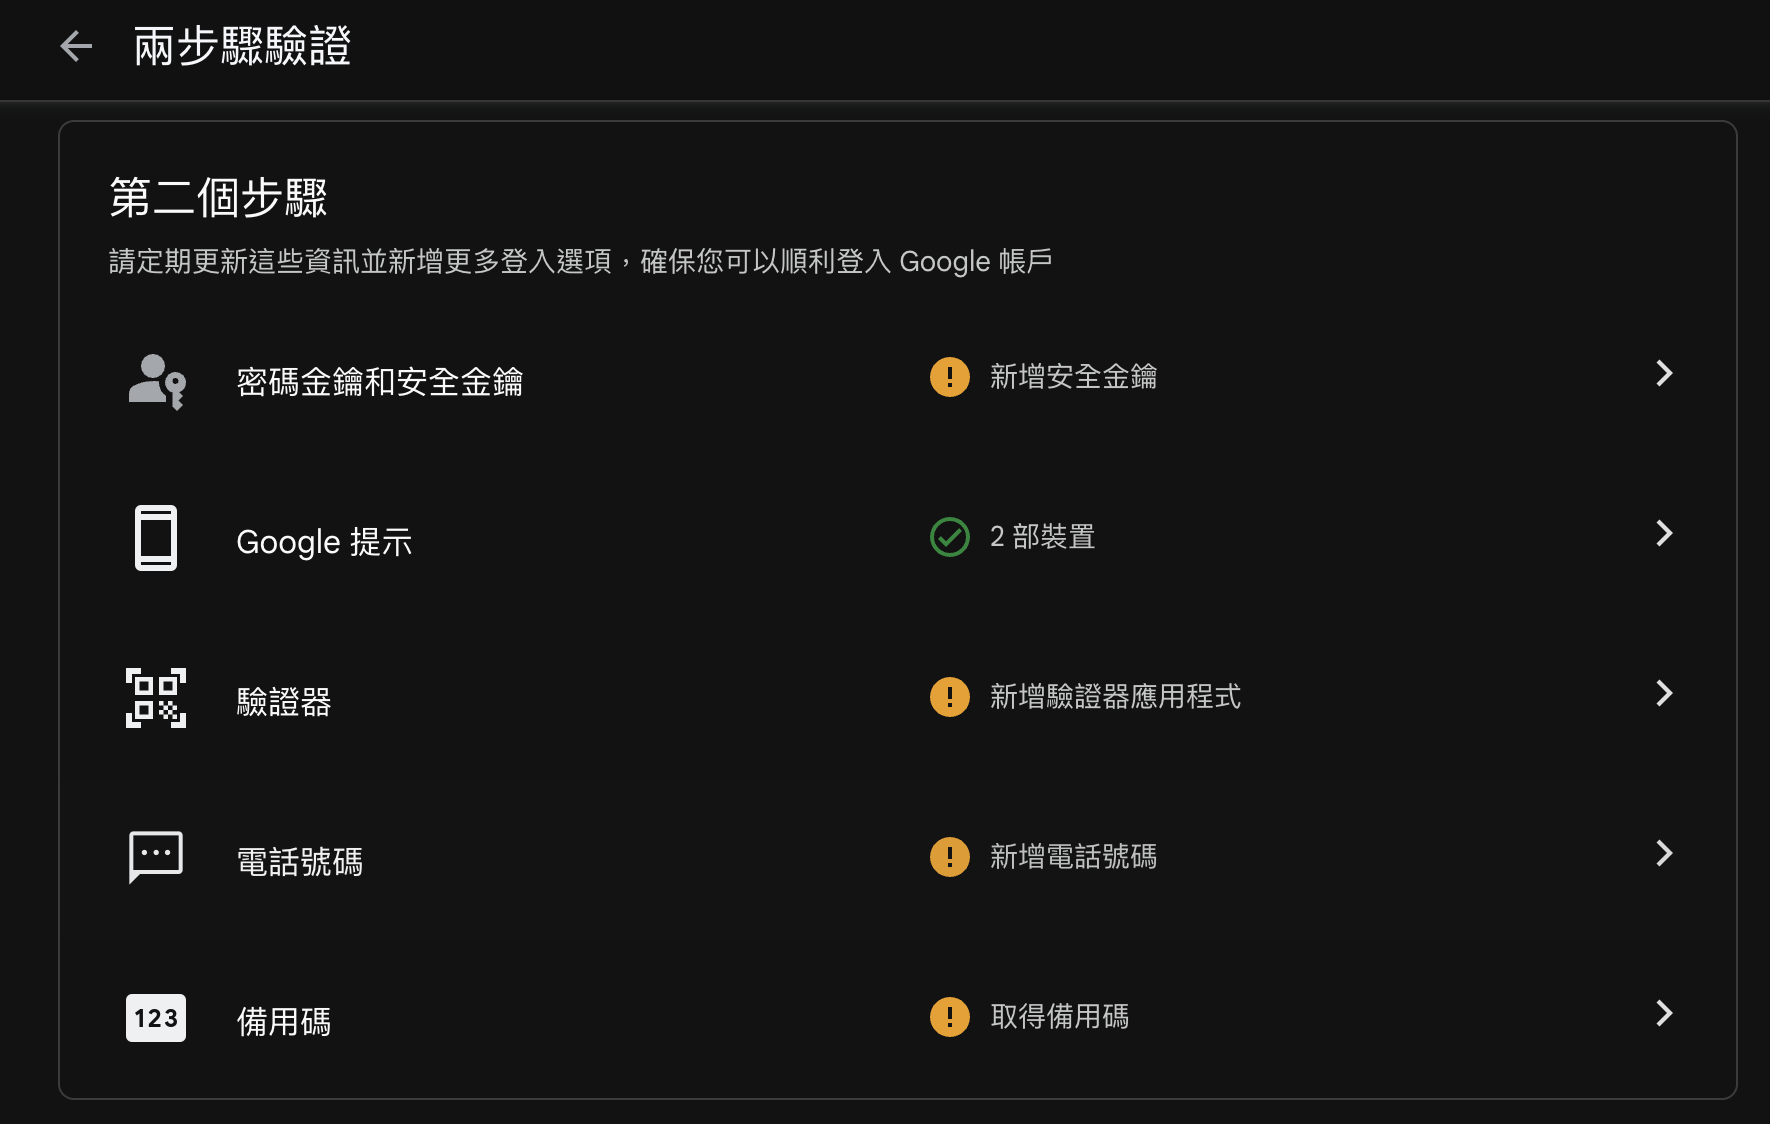 兩步驟驗證
第二個步驟
請定期更新這些資訊並新增更多登入選項，確保您可以順利登入 Google 帳戶
密碼金鑰和安全金鑰
新增安全金鑰
Google 提示
2 部裝置
驗證器
新增驗證器應用程式
電話號碼
新增電話號碼
123
備用碼
取得備用碼